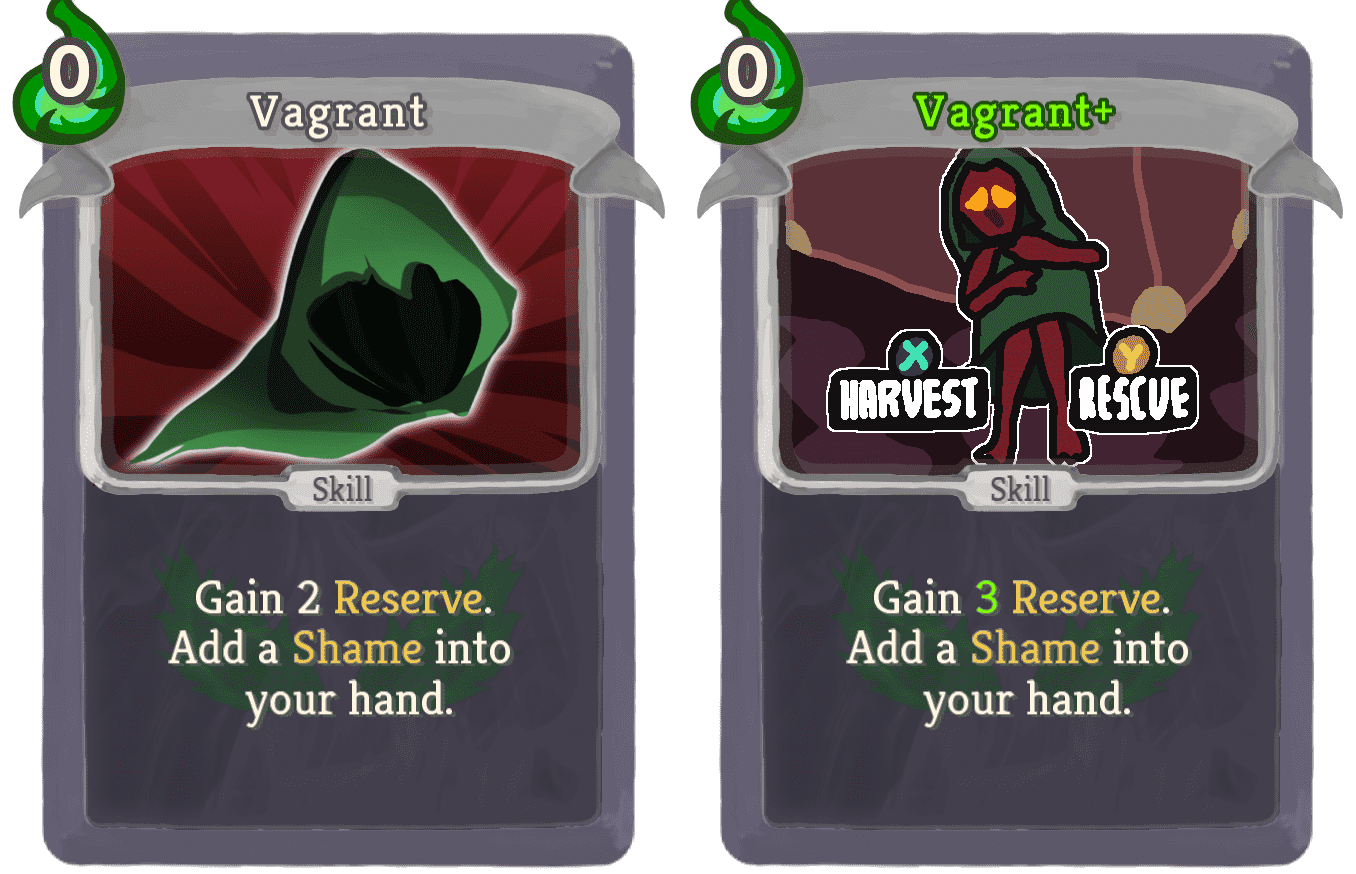 0
Vagrant
Skill
Gain 2 Reserve.
Add a Shame into
your hand.
0
Vagrant+
X
HARVEST
Y
RESCUE
Skill
Gain 3 Reserve.
Add a Shame into
your hand.